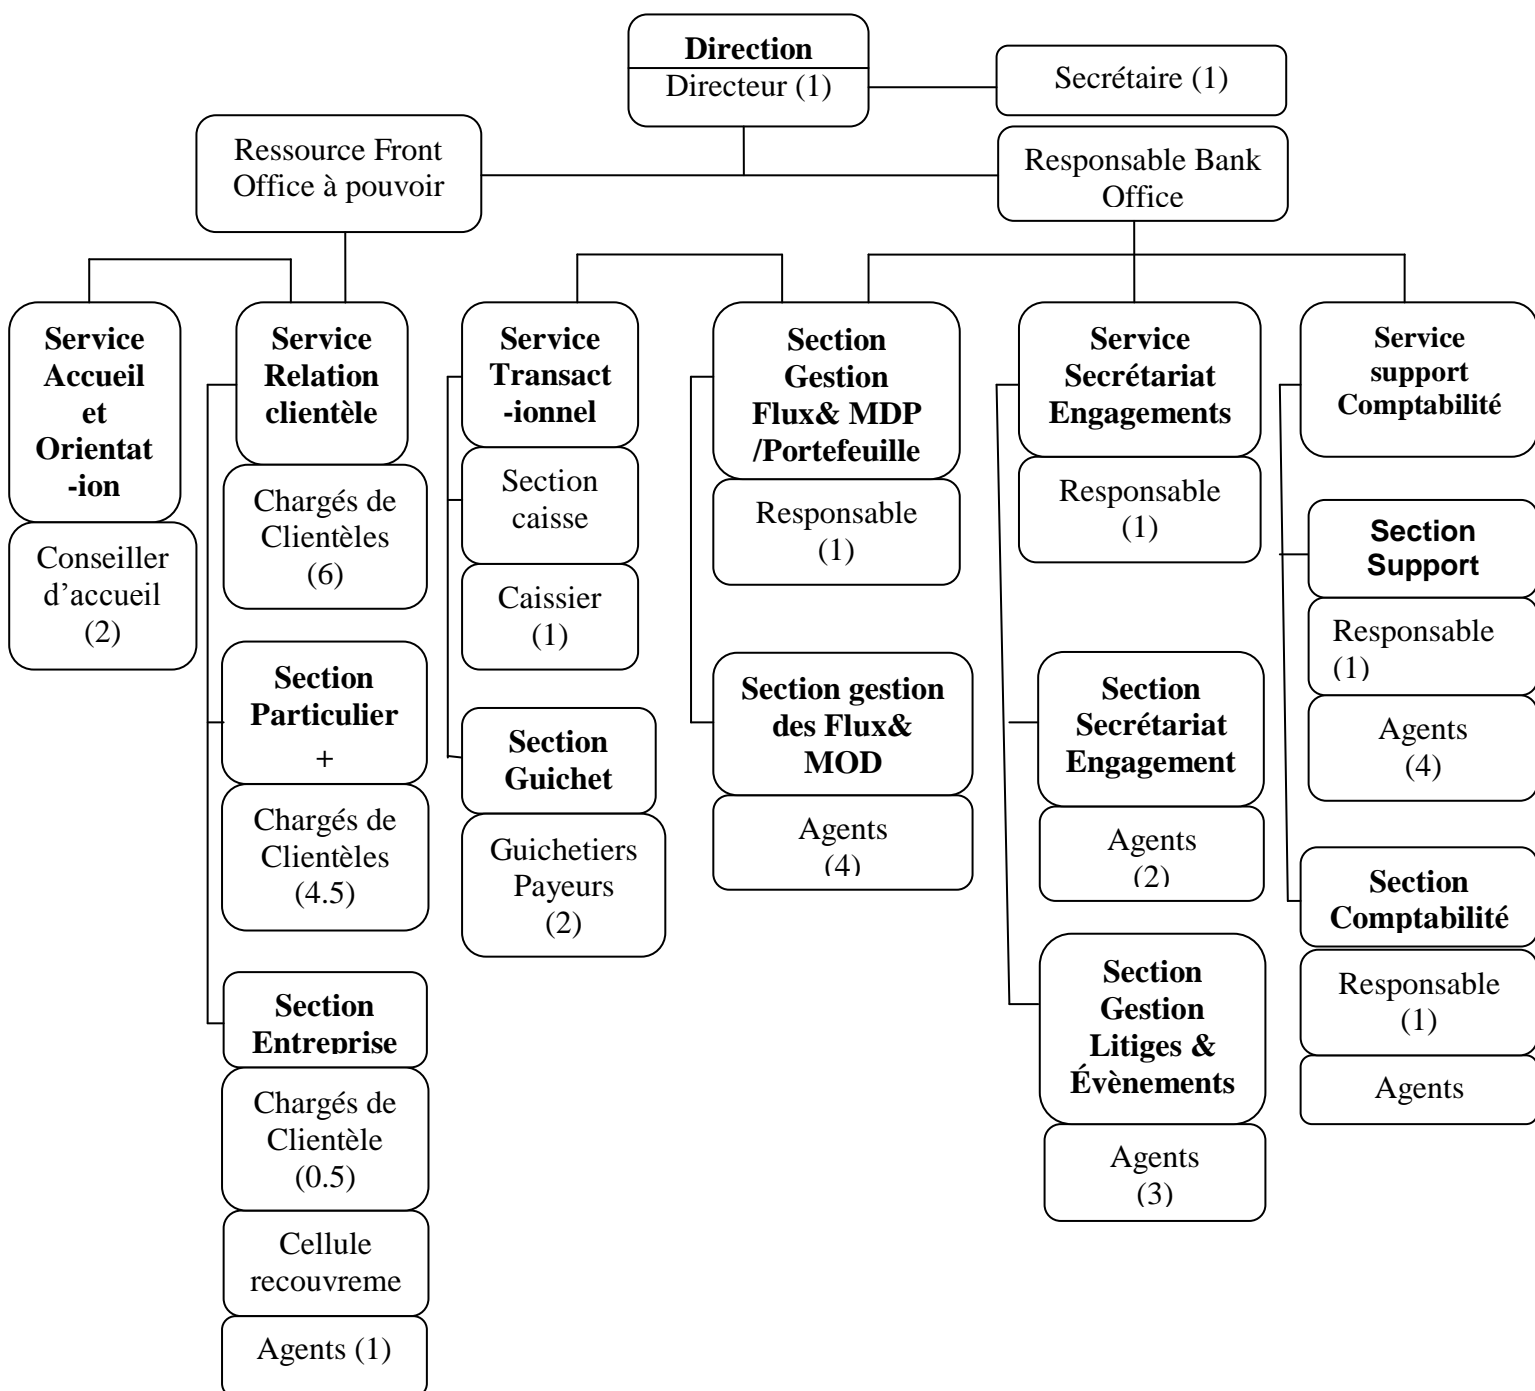 Direction
Directeur (1)
Secrétaire (1)
Ressource Front
Office à pouvoir
Responsable Bank
Office
Service
Accueil
et
Orientat
-ion
Conseiller
d’accueil
(2)
Service
Relation
clientèle
Chargés de
Clientèles
(6)
Section
Particulier
+
Chargés de
Clientèles
(4.5)
Section
Entreprise
Chargés de
Clientèle
(0.5)
Cellule
recouvreme
Agents (1)
Service
Transact
-ionnel
Section
caisse
Caissier
(1)
Section
Guichet
Guichetiers
Payeurs
(2)
Section
Gestion
Flux& MDP
/Portefeuille
Responsable
(1)
Section gestion
des Flux&
MOD
Agents
(4)
Service
Secrétariat
Engagements
Responsable
(1)
Section
Secrétariat
Engagement
Agents
(2)
Section
Gestion
Litiges &
Évènements
Agents
(3)
Service
support
Comptabilité
Section
Support
Responsable
(1)
Agents
(4)
Section
Comptabilité
Responsable
(1)
Agents